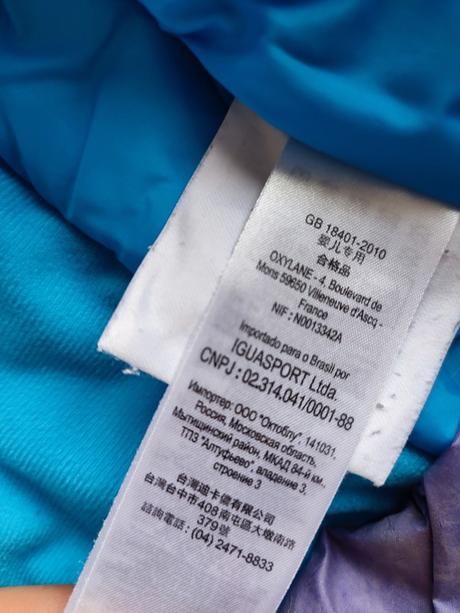 GB 18401-2010
婴儿专用
合格品
OXYLANE - 4, Boulevard de
Mons 59650 Villeneuve d'Ascq -
France
NIF : N0013342A
Importado para o Brasil por
IGUASPORT Ltda.
CNPJ : 02.314.041/0001-88
Импортер: ООО "Октоблу", 141031,
Россия, Московская область,
Мытищинский район, МКАД 84-й км.,
ТПЗ "Алтуфьево", владение 3,
строение 3
台灣迪卡儂有限公司
台灣台中市408南屯區大墩南路
379號
諮詢電話 : (04) 2471-8833